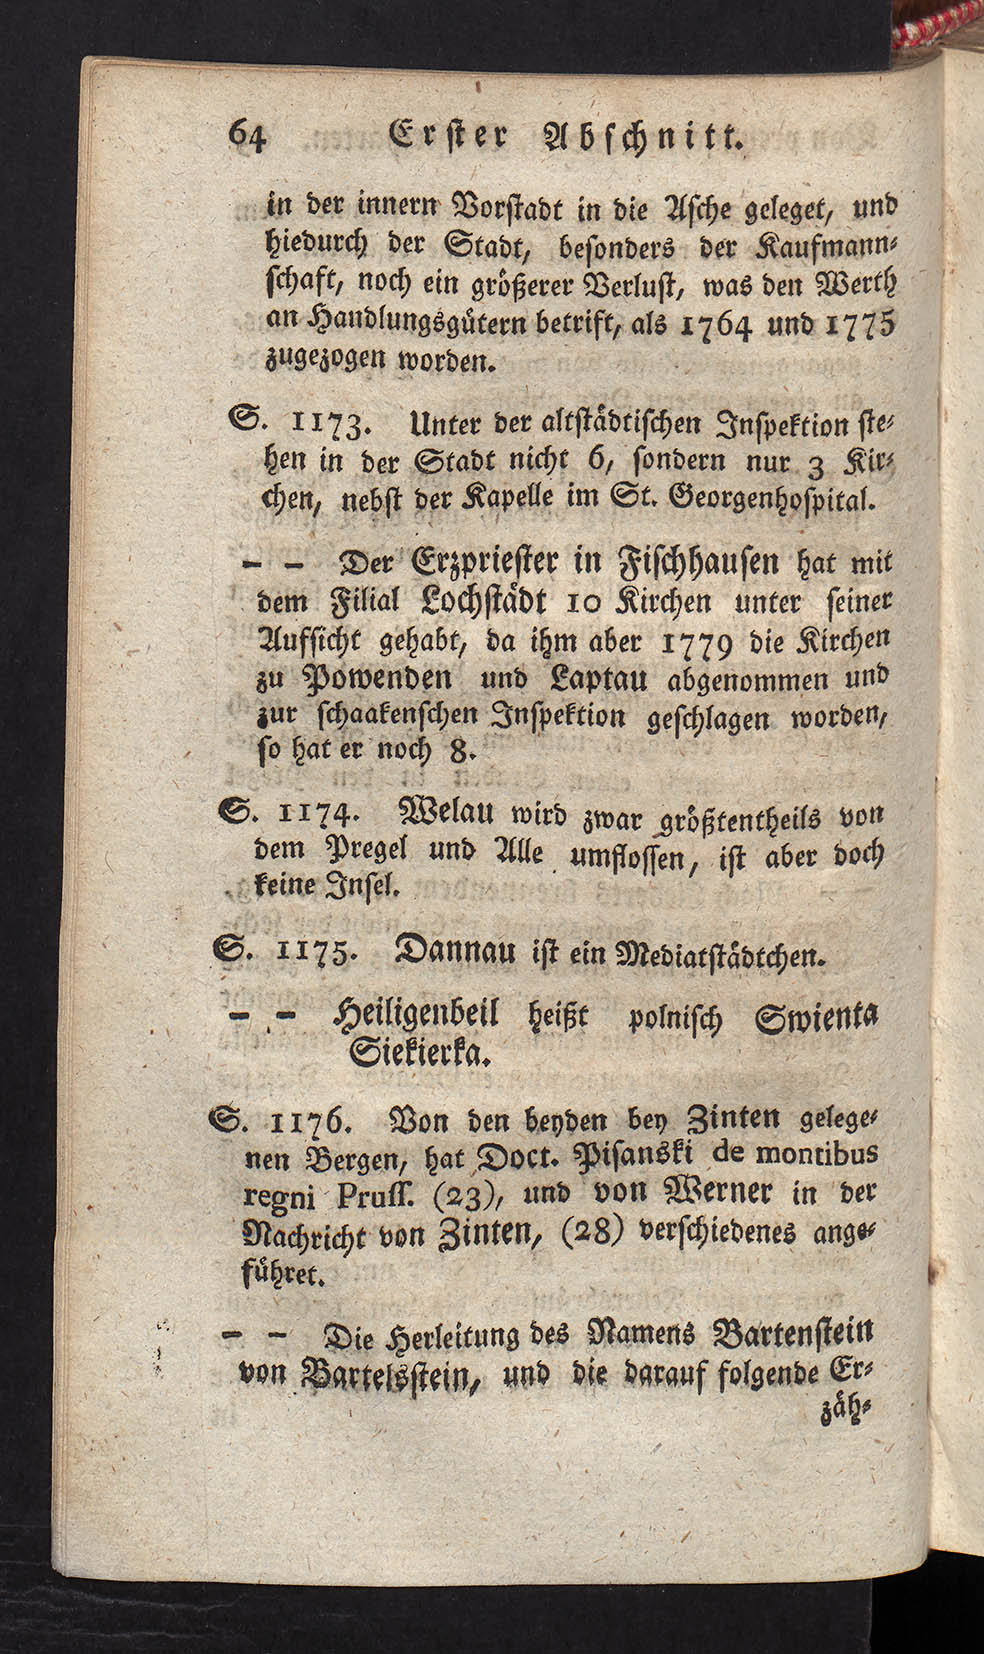 64 Erster Abschnitt.
in der innern Vorstadt in die Asche geleget, und
hiedurch der Stadt, besonders der Kaufmann-
schaft, noch ein größerer Verlust, was den Werth
an Handlungsgütern betrift, als 1764 und 1775
zugezogen worden.
S. 1173. Unter der altstädtischen Inspektion ste-
hen in der Stadt nicht 6, sondern nur 3 Kir-
chen, nebst der Kapelle im St. Georgenhospital.
– – Der Erzpriester in Fischhausen hat mit
dem Filial Lochstädt 10 Kirchen unter seiner
Aufsicht gehabt, da ihm aber 1779 die Kirchen
zu Powenden und Laptau abgenommen und
zur schaakenschen Inspektion geschlagen worden,
so hat er noch 8.
S. 1174. Welau wird zwar größtentheils von
dem Pregel und Alle umflossen, ist aber doch
keine Insel.
S. 1175. Dannau ist ein Mediatstädtchen.
– – Heiligenbeil heißt polnisch Swienta
Siekierka.
S. 1176. Von den beyden bey Zinten gelege-
nen Bergen, hat Doct. Pisanski de montibus
regni Pruss. (23), und von Werner in der
Nachricht von Zinten, (28) verschiedenes ange-
führet.
– – Die Herleitung des Namens Bartenstein
von Bartelsstein, und die darauf folgende Er-
zäh-